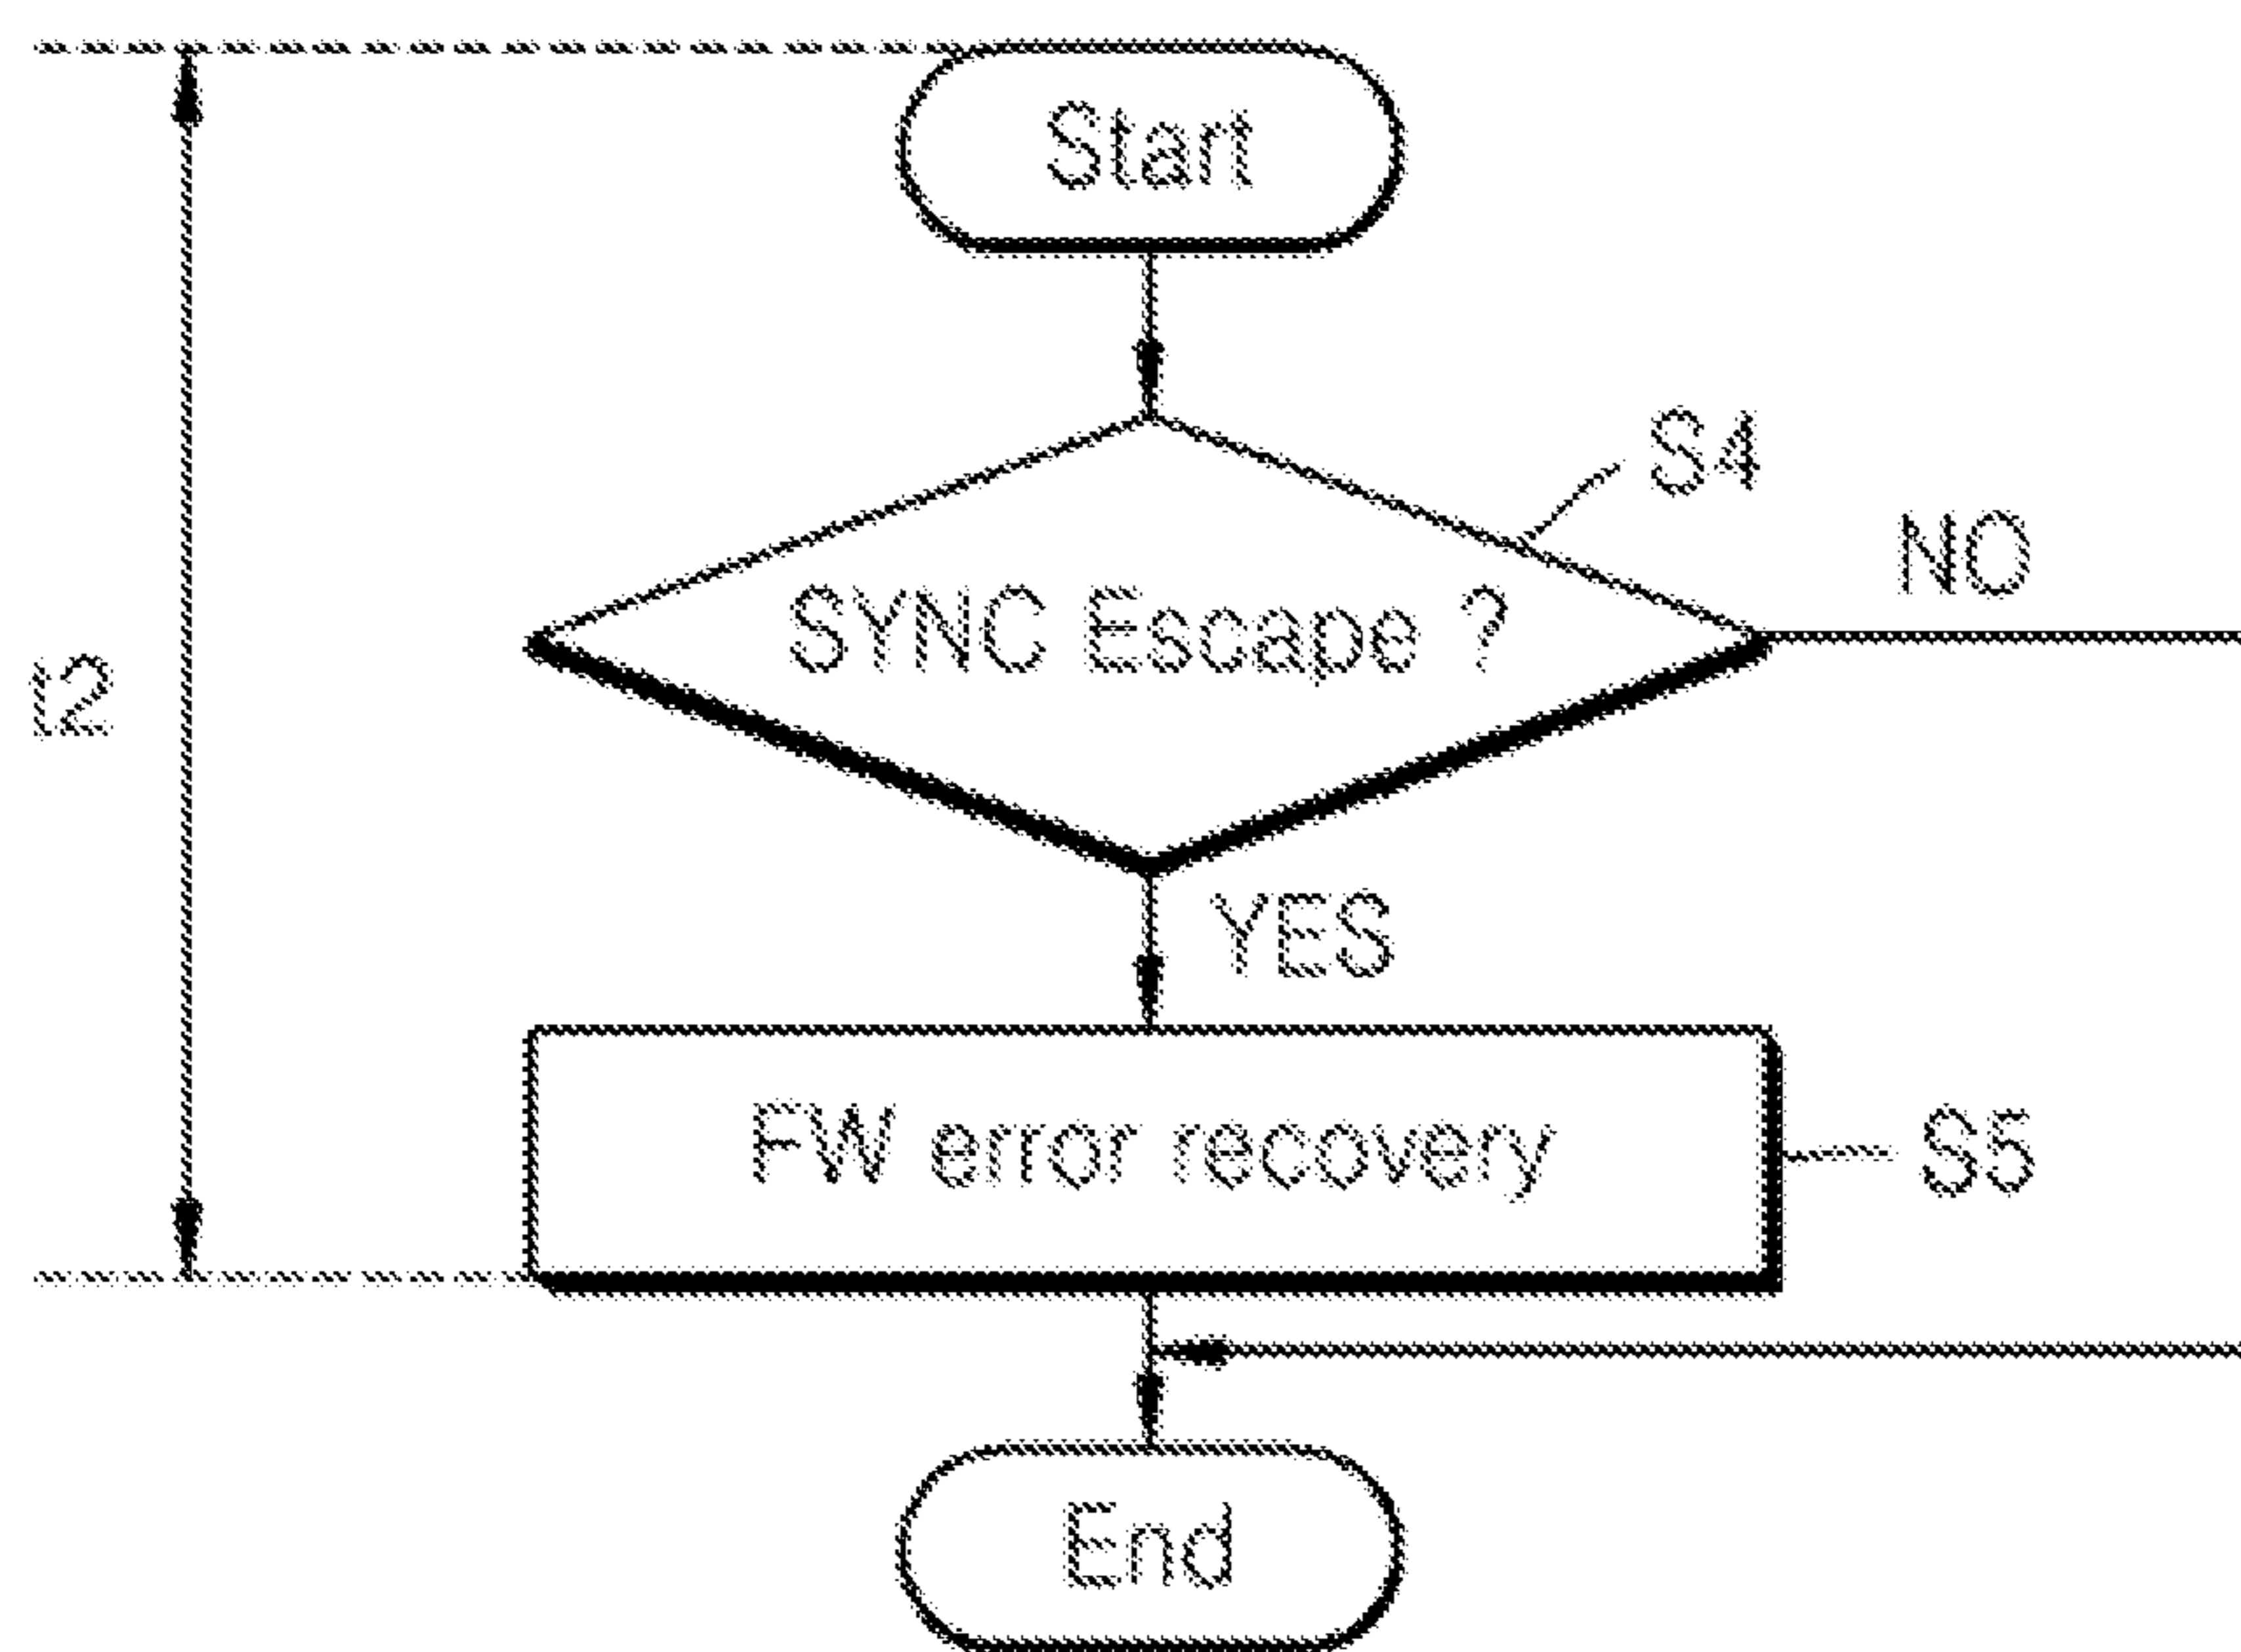 Start
S4
NO
SYNC Escape ?
t2
YES
FW error recovery
S5
End